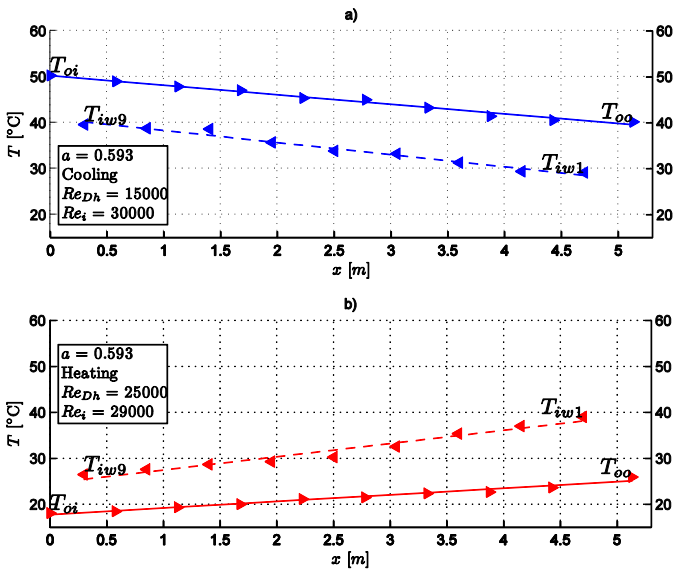 a)
60 60
T_oi
50 50
T_iw9 T_oo
40 40
T [°C]
a = 0.593
Cooling
Re_Dh = 15000
Re_i = 30000
T_iw1
30 30
20 20
0 0.5 1 1.5 2 2.5 3 3.5 4 4.5 5
x [m]
b)
60 60
a = 0.593
Heating
Re_Dh = 25000
Re_i = 29000
50 50
T [°C]
40 40
T_iw1
30 30
T_iw9 T_oo
20 20
T_oi
0 0.5 1 1.5 2 2.5 3 3.5 4 4.5 5
x [m]